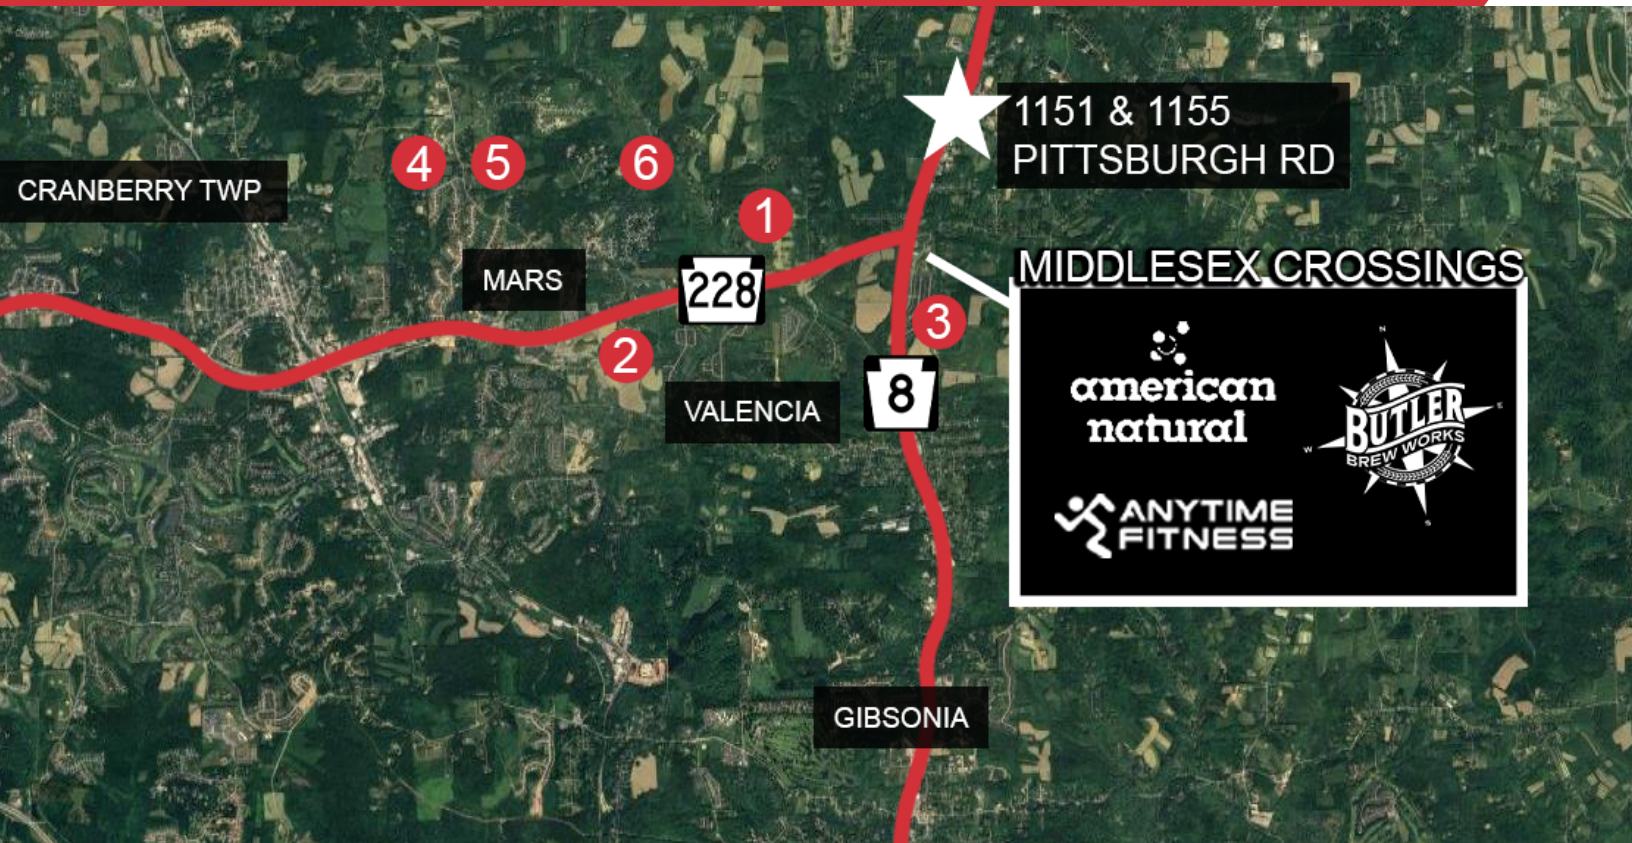 1151 & 1155
PITTSBURGH RD
4
5
6
CRANBERRY TWP
1
MARS
228
MIDDLESEX CROSSINGS
3
2
8
VALENCIA
american
natural
N
E
S
W
BUTLER
BREW WORKS
ANYTIME
FITNESS
GIBSONIA